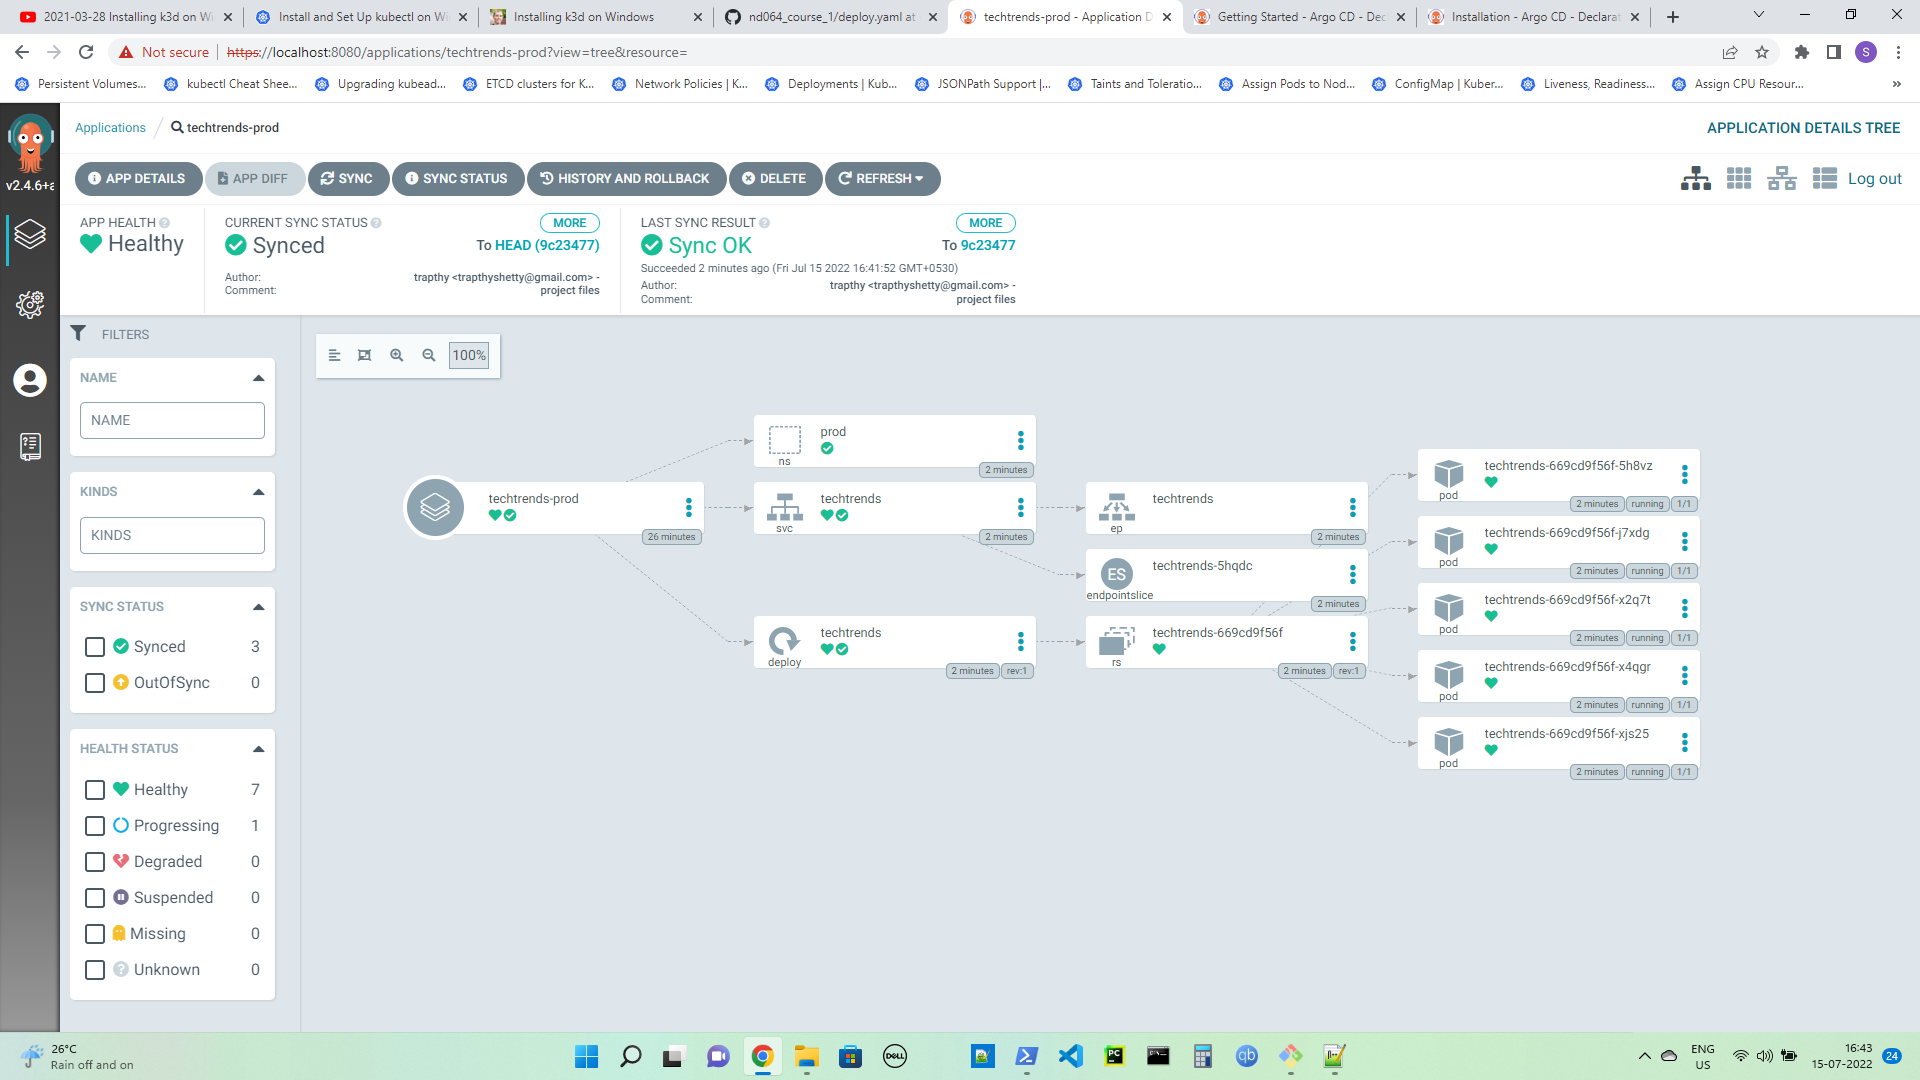 2021-03-28 Installing k3d on Wi
Install and Set Up kubectl on Wi
Installing k3d on Windows
nd064_course_1/deploy.yaml at
techtrends-prod - Application D
Getting Started - Argo CD - Dec
Installation - Argo CD - Declarat
Not secure
https://localhost:8080/applications/techtrends-prod?view=tree&resource=
S
Persistent Volumes...
kubectl Cheat Shee...
Upgrading kubead...
ETCD clusters for K...
Network Policies | K...
Deployments | Kub...
JSONPath Support |...
Taints and Toleratio...
Assign Pods to Nod...
ConfigMap | Kuber...
Liveness, Readiness...
Assign CPU Resour...
»
v2.4.6+a
Applications / techtrends-prod
APPLICATION DETAILS TREE
APP DETAILS
APP DIFF
SYNC
SYNC STATUS
HISTORY AND ROLLBACK
DELETE
REFRESH
Log out
APP HEALTH
Healthy
CURRENT SYNC STATUS
MORE
Synced
To HEAD (9c23477)
Author: trapthy <trapthyshetty@gmail.com> -
Comment: project files
LAST SYNC RESULT
MORE
Sync OK
To 9c23477
Succeeded 2 minutes ago (Fri Jul 15 2022 16:41:52 GMT+0530)
Author: trapthy <trapthyshetty@gmail.com> -
Comment: project files
FILTERS
NAME
NAME
KINDS
KINDS
SYNC STATUS
Synced 3
OutOfSync 0
HEALTH STATUS
Healthy 7
Progressing 1
Degraded 0
Suspended 0
Missing 0
Unknown 0
100%
techtrends-prod
26 minutes
prod
ns
2 minutes
techtrends
svc
2 minutes
techtrends
deploy
2 minutes rev:1
techtrends
ep
2 minutes
ES
techtrends-5hqdc
endpointslice
2 minutes
techtrends-669cd9f56f
rs
2 minutes rev:1
techtrends-669cd9f56f-5h8vz
pod
2 minutes running 1/1
techtrends-669cd9f56f-j7xdg
pod
2 minutes running 1/1
techtrends-669cd9f56f-x2q7t
pod
2 minutes running 1/1
techtrends-669cd9f56f-x4qgr
pod
2 minutes running 1/1
techtrends-669cd9f56f-xjs25
pod
2 minutes running 1/1
26°C
Rain off and on
DELL
PC
qb
ENG
US
16:43
15-07-2022
24